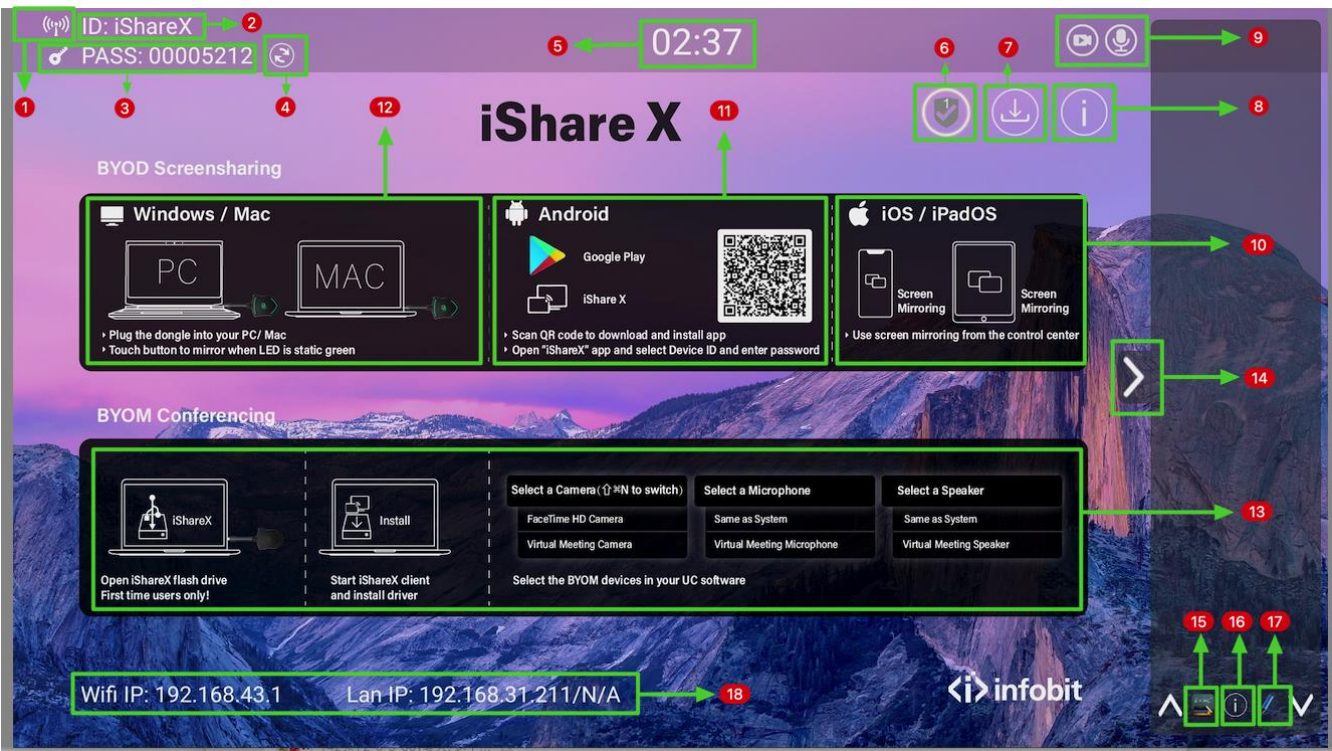 ID: iShareX
2
PASS: 00005212
5
02:37
6
7
9
1
3
4
12
iShare X
11
1
i
8
BYOD Screensharing
Windows / Mac
PC
MAC
▸ Plug the dongle into your PC/ Mac
▸ Touch button to mirror when LED is static green
Android
Google Play
iShare X
▸ Scan QR code to download and install app
▸ Open "iShareX" app and select Device ID and enter password
iOS / iPadOS
Screen
Mirroring
Screen
Mirroring
▸ Use screen mirroring from the control center
10
14
BYOM Conferencing
iShareX
Open iShareX flash drive
First time users only!
Install
Start iShareX client
and install driver
Select a Camera(⇧⌘N to switch)
FaceTime HD Camera
Virtual Meeting Camera
Select a Microphone
Same as System
Virtual Meeting Microphone
Select a Speaker
Same as System
Virtual Meeting Speaker
Select the BYOM devices in your UC software
13
15
16
17
Wifi IP: 192.168.43.1
Lan IP: 192.168.31.211/N/A
18
<i>infobit
i